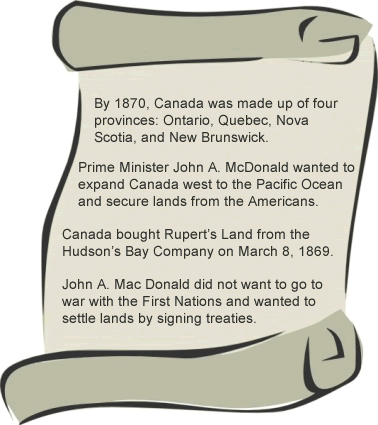 By 1870, Canada was made up of four
provinces: Ontario, Quebec, Nova
Scotia, and New Brunswick.
Prime Minister John A. McDonald wanted to
expand Canada west to the Pacific Ocean
and secure lands from the Americans.
Canada bought Rupert's Land from the
Hudson's Bay Company on March 8, 1869.
John A. Mac Donald did not want to go to
war with the First Nations and wanted to
settle lands by signing treaties.